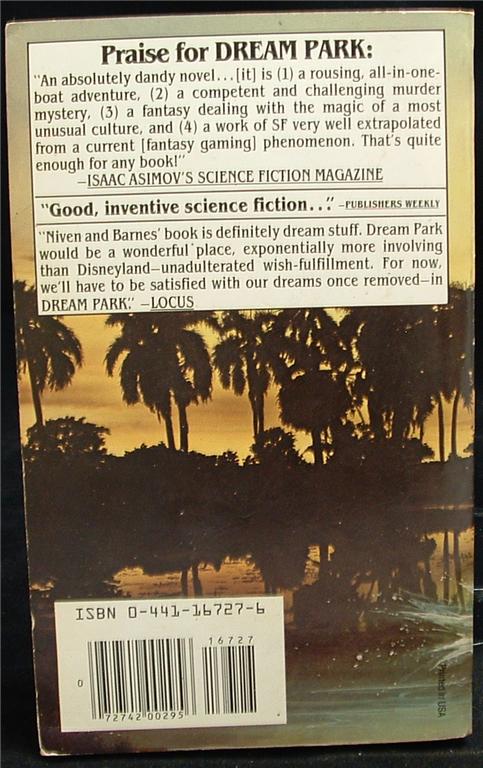 Praise for DREAM PARK:
"An absolutely dandy novel...[it] is (1) a rousing, all-in-one-
boat adventure, (2) a competent and challenging murder
mystery, (3) a fantasy dealing with the magic of a most
unusual culture, and (4) a work of SF very well extrapolated
from a current [fantasy gaming] phenomenon. That's quite
enough for any book!"
—ISAAC ASIMOV'S SCIENCE FICTION MAGAZINE
"Good, inventive science fiction..." —PUBLISHERS WEEKLY
"Niven and Barnes' book is definitely dream stuff. Dream Park
would be a wonderful place, exponentially more involving
than Disneyland—unadulterated wish-fulfillment. For now,
we'll have to be satisfied with our dreams once removed—in
DREAM PARK." —LOCUS
ISBN 0-441-16727-6
16727
0
72742 00295
Printed in USA